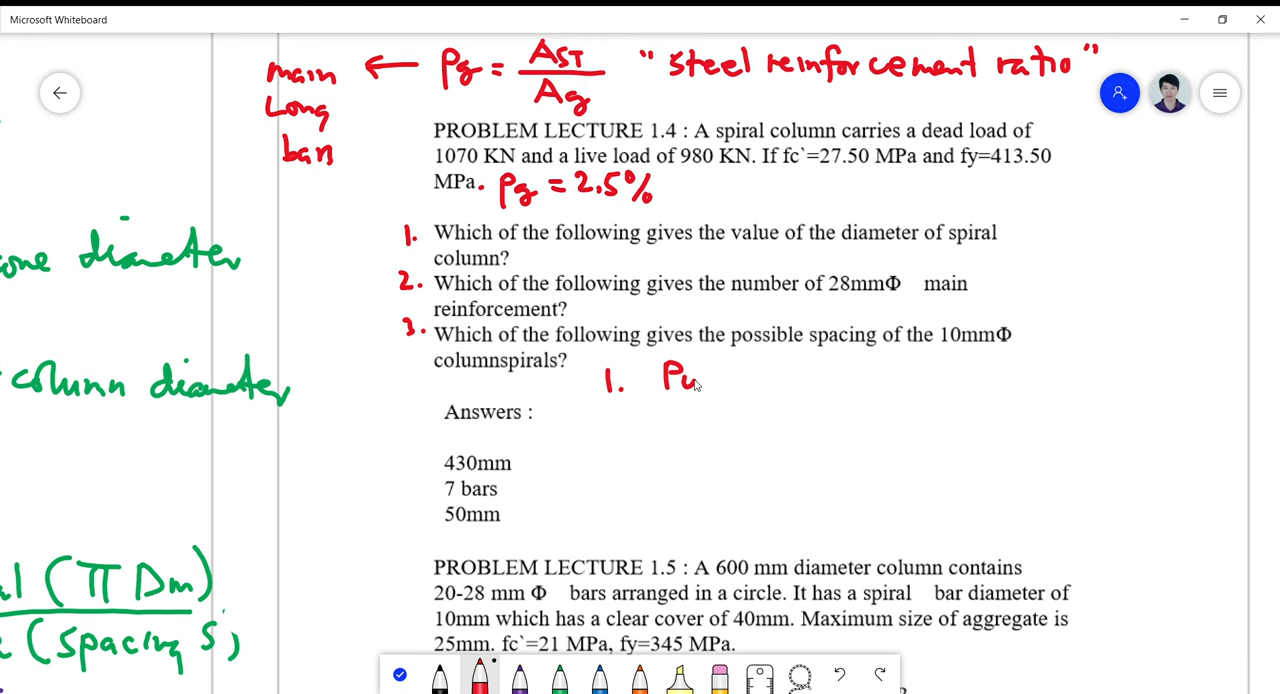 Microsoft Whiteboard
main ← ρg = AST / Ag " steel reinforcement ratio "
Long
bars
PROBLEM LECTURE 1.4 : A spiral column carries a dead load of
1070 KN and a live load of 980 KN. If fc`=27.50 MPa and fy=413.50
MPa. ρg = 2.5%
1. Which of the following gives the value of the diameter of spiral
column?
2. Which of the following gives the number of 28mmΦ main
reinforcement?
3. Which of the following gives the possible spacing of the 10mmΦ
columnspirals?
1. Pu
Answers :
430mm
7 bars
50mm
PROBLEM LECTURE 1.5 : A 600 mm diameter column contains
20-28 mm Φ bars arranged in a circle. It has a spiral bar diameter of
10mm which has a clear cover of 40mm. Maximum size of aggregate is
25mm. fc`=21 MPa, fy=345 MPa.
diameter
column diameter
(π Dm)
(spacing s)